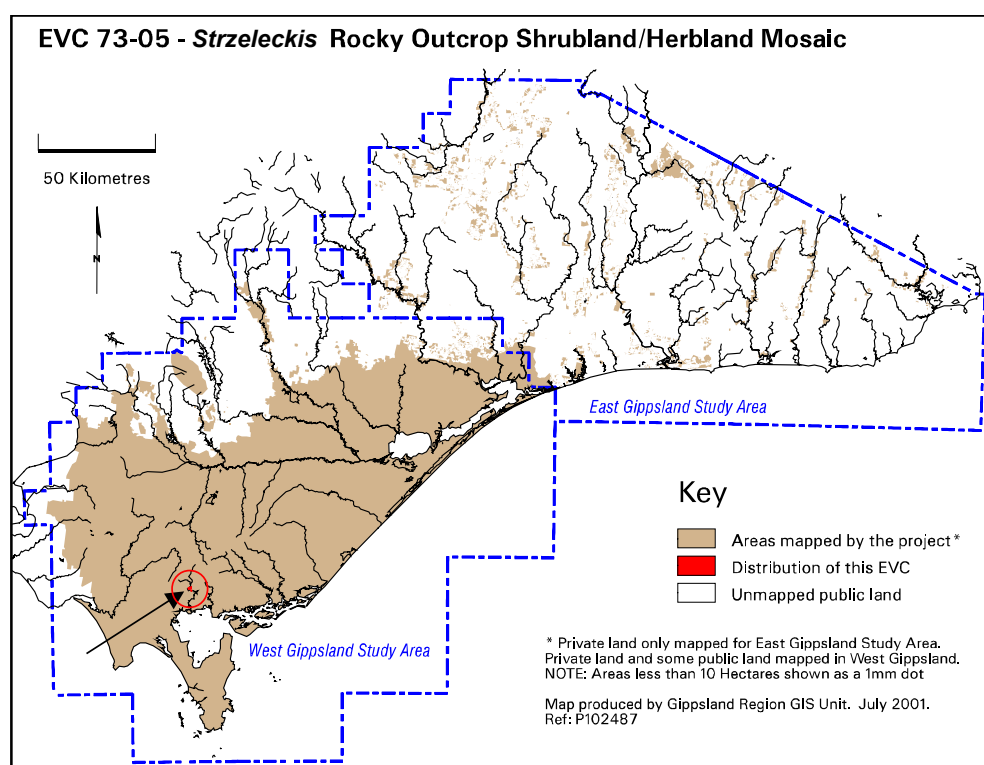 EVC 73-05 - Strzeleckis Rocky Outcrop Shrubland/Herbland Mosaic
50 Kilometres
N
East Gippsland Study Area
Key
Areas mapped by the project *
Distribution of this EVC
Unmapped public land
West Gippsland Study Area
* Private land only mapped for East Gippsland Study Area.
Private land and some public land mapped in West Gippsland.
NOTE: Areas less than 10 Hectares shown as a 1mm dot
Map produced by Gippsland Region GIS Unit. July 2001.
Ref: P102487